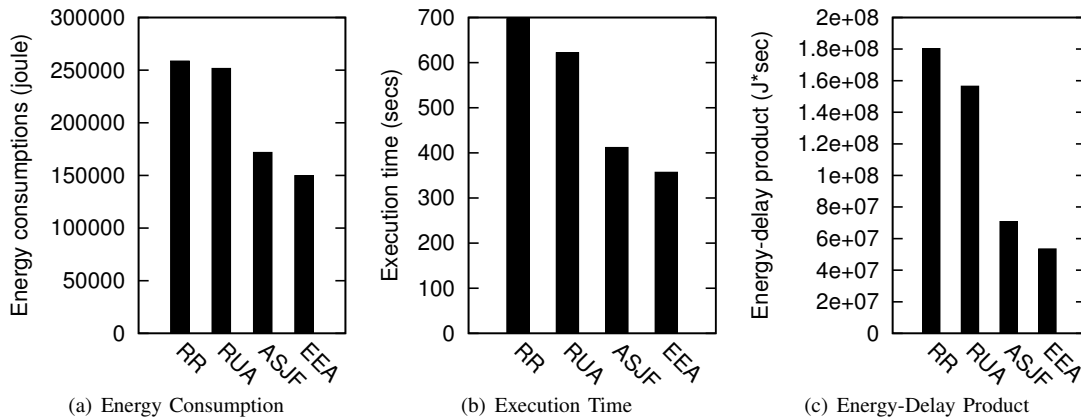 Energy consumptions (joule)
300000
250000
200000
150000
100000
50000
0
RR
RUA
ASJF
EEA
(a) Energy Consumption
Execution time (secs)
700
600
500
400
300
200
100
0
RR
RUA
ASJF
EEA
(b) Execution Time
Energy-delay product (J*sec)
2e+08
1.8e+08
1.6e+08
1.4e+08
1.2e+08
1e+08
8e+07
6e+07
4e+07
2e+07
0
RR
RUA
ASJF
EEA
(c) Energy-Delay Product